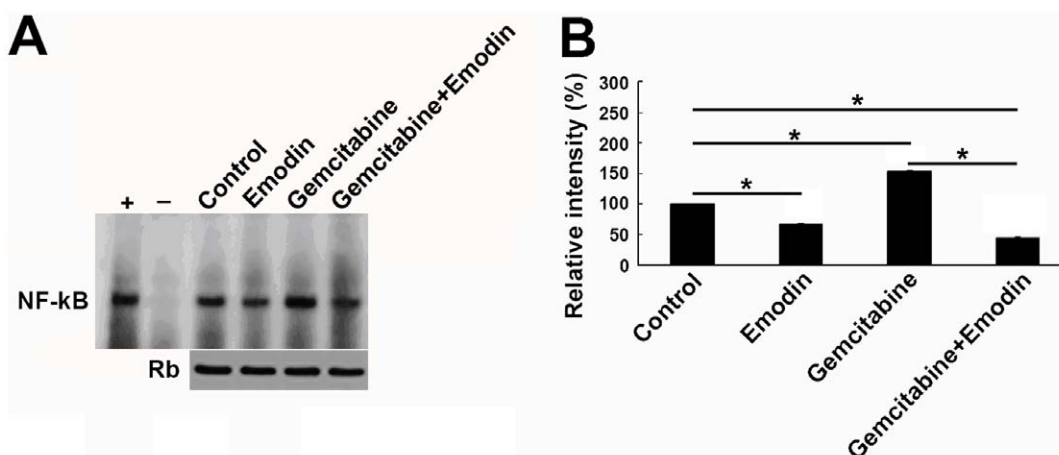 A
+
–
Control
Emodin
Gemcitabine
Gemcitabine+Emodin
NF-kB
Rb
B
Relative intensity (%)
300
250
200
150
100
50
0
*
*
*
*
Control
Emodin
Gemcitabine
Gemcitabine+Emodin